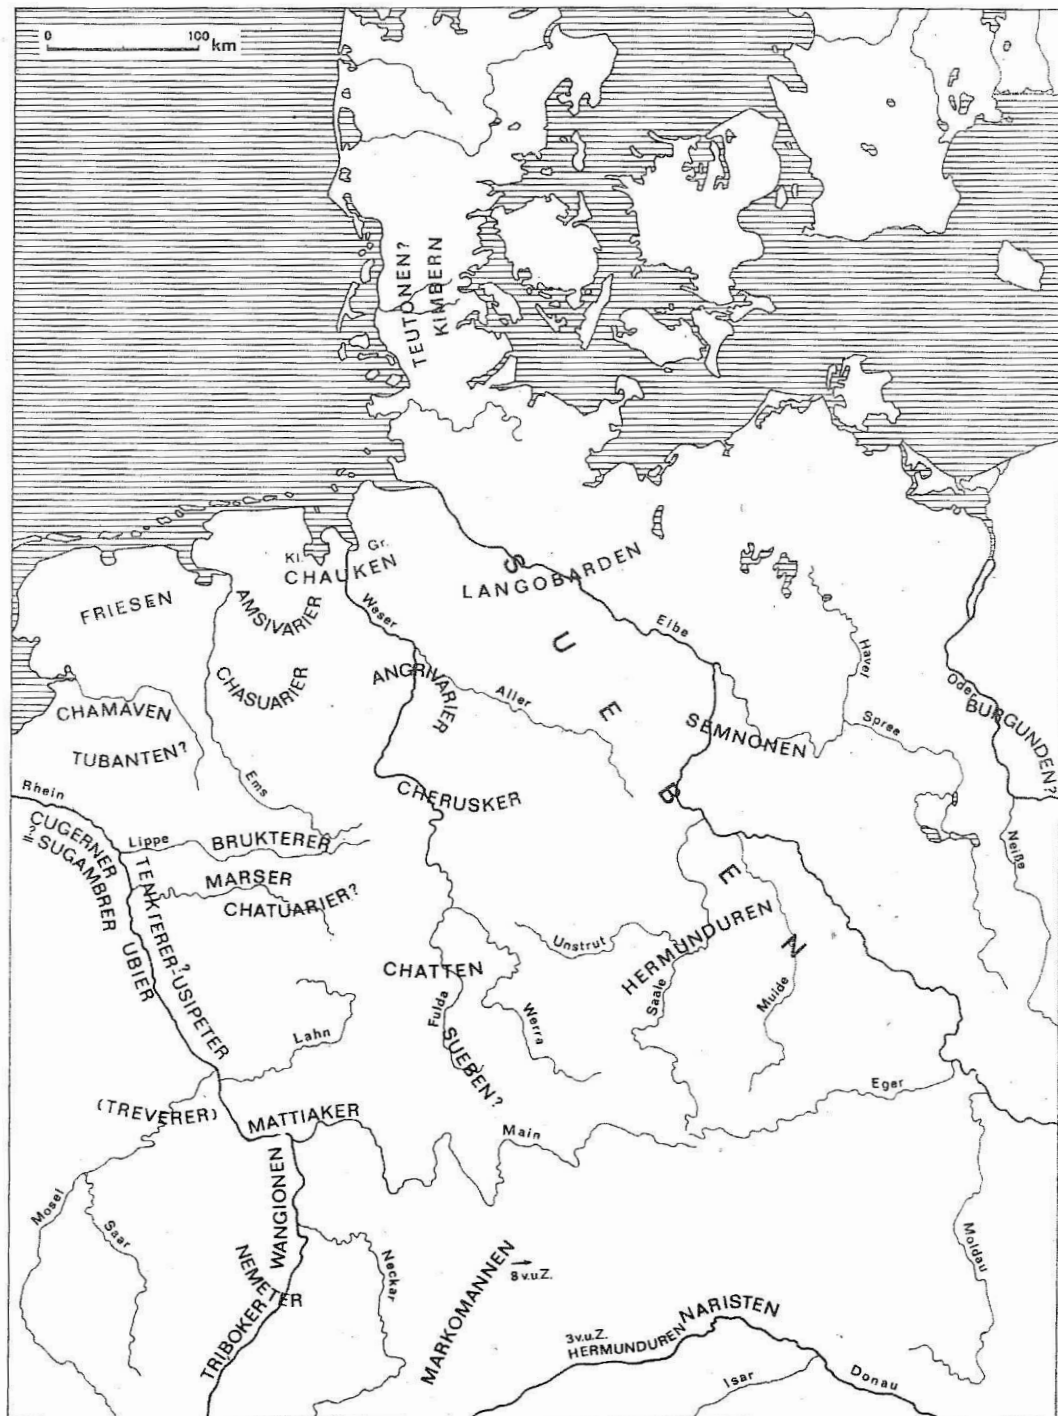 0 100 km
TEUTONEN?
KIMBERN
Kl. Gr.
CHAUKEN
LANGOBARDEN
FRIESEN
AMSIVARIER
Weser
Elbe
SUEBEN
CHASUARIER
ANGRIVARIER
Aller
Havel
Oder
BURGUNDEN?
CHAMAVEN
SEMNONEN
Spree
TUBANTEN?
Ems
Rhein
CHERUSKER
Neiße
CUGERNER
?
= SUGAMBRER
Lippe
BRUKTERER
TENKTERER-USIPETER
?
MARSER
CHATUARIER?
UBIER
Unstrut
HERMUNDUREN
CHATTEN
Fulda
Werra
Saale
Mulde
Lahn
SUEBEN?
Eger
(TREVERER)
MATTIAKER
Main
Mosel
Saar
WANGIONEN
NEMETER
TRIBOKER
Neckar
MARKOMANNEN
8 v.u.Z.
Moldau
3 v.u.Z.
HERMUNDUREN
NARISTEN
Isar
Donau